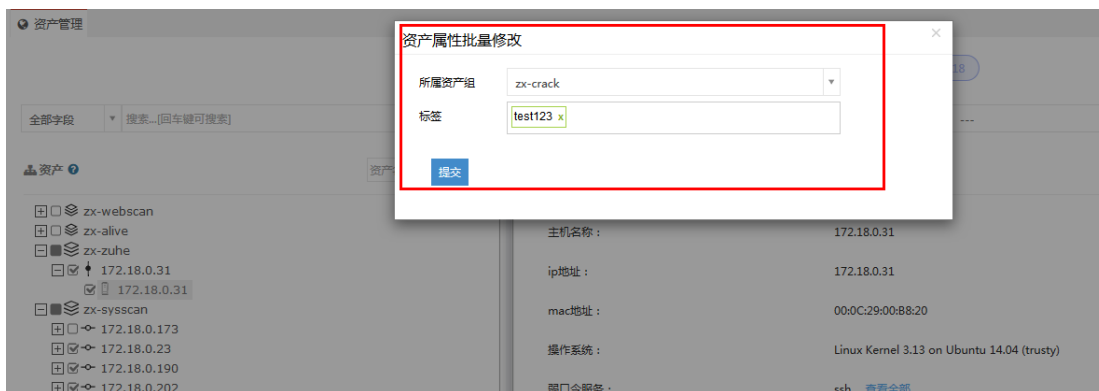 资产管理
资产属性批量修改
×
所属资产组 zx-crack
18
标签 test123 x
全部字段 搜索...[回车键可搜索]
---
提交
资产 ? 资产
zx-webscan
zx-alive
主机名称： 172.18.0.31
zx-zuhe
172.18.0.31
ip地址： 172.18.0.31
172.18.0.31
zx-sysscan
mac地址： 00:0C:29:00:B8:20
172.18.0.173
172.18.0.23
操作系统： Linux Kernel 3.13 on Ubuntu 14.04 (trusty)
172.18.0.190
172.18.0.202
弱口令服务： ssh 查看全部